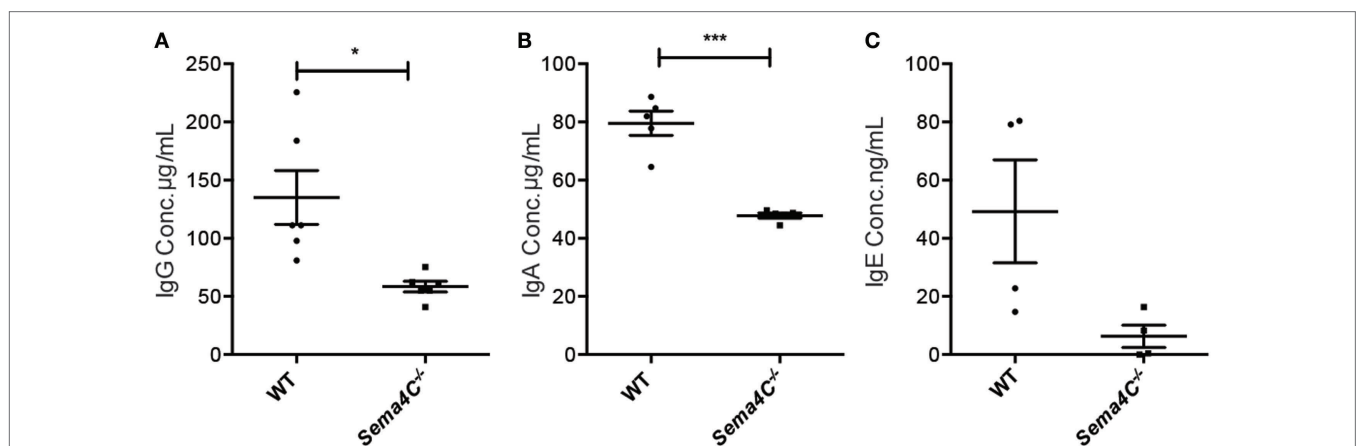 A
IgG Conc.µg/mL
250
200
150
100
50
0
*
WT
Sema4C-/-
B
IgA Conc.µg/mL
100
80
60
40
20
0
***
WT
Sema4C-/-
C
IgE Conc.ng/mL
100
80
60
40
20
0
WT
Sema4C-/-